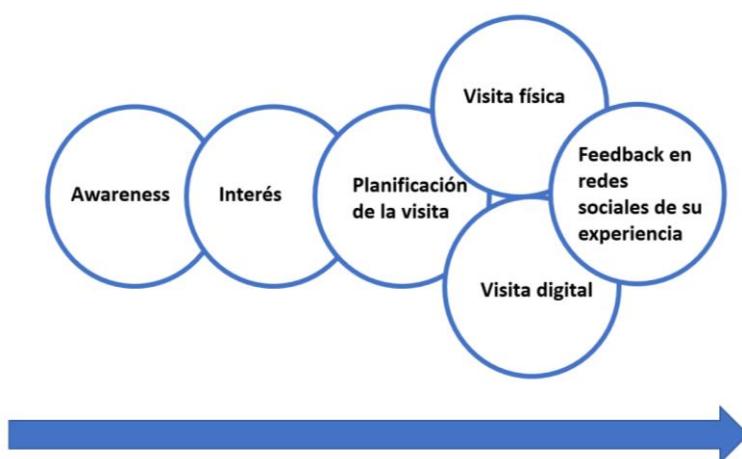 Awareness
Interés
Planificación
de la visita
Visita física
Visita digital
Feedback en
redes
sociales de su
experiencia